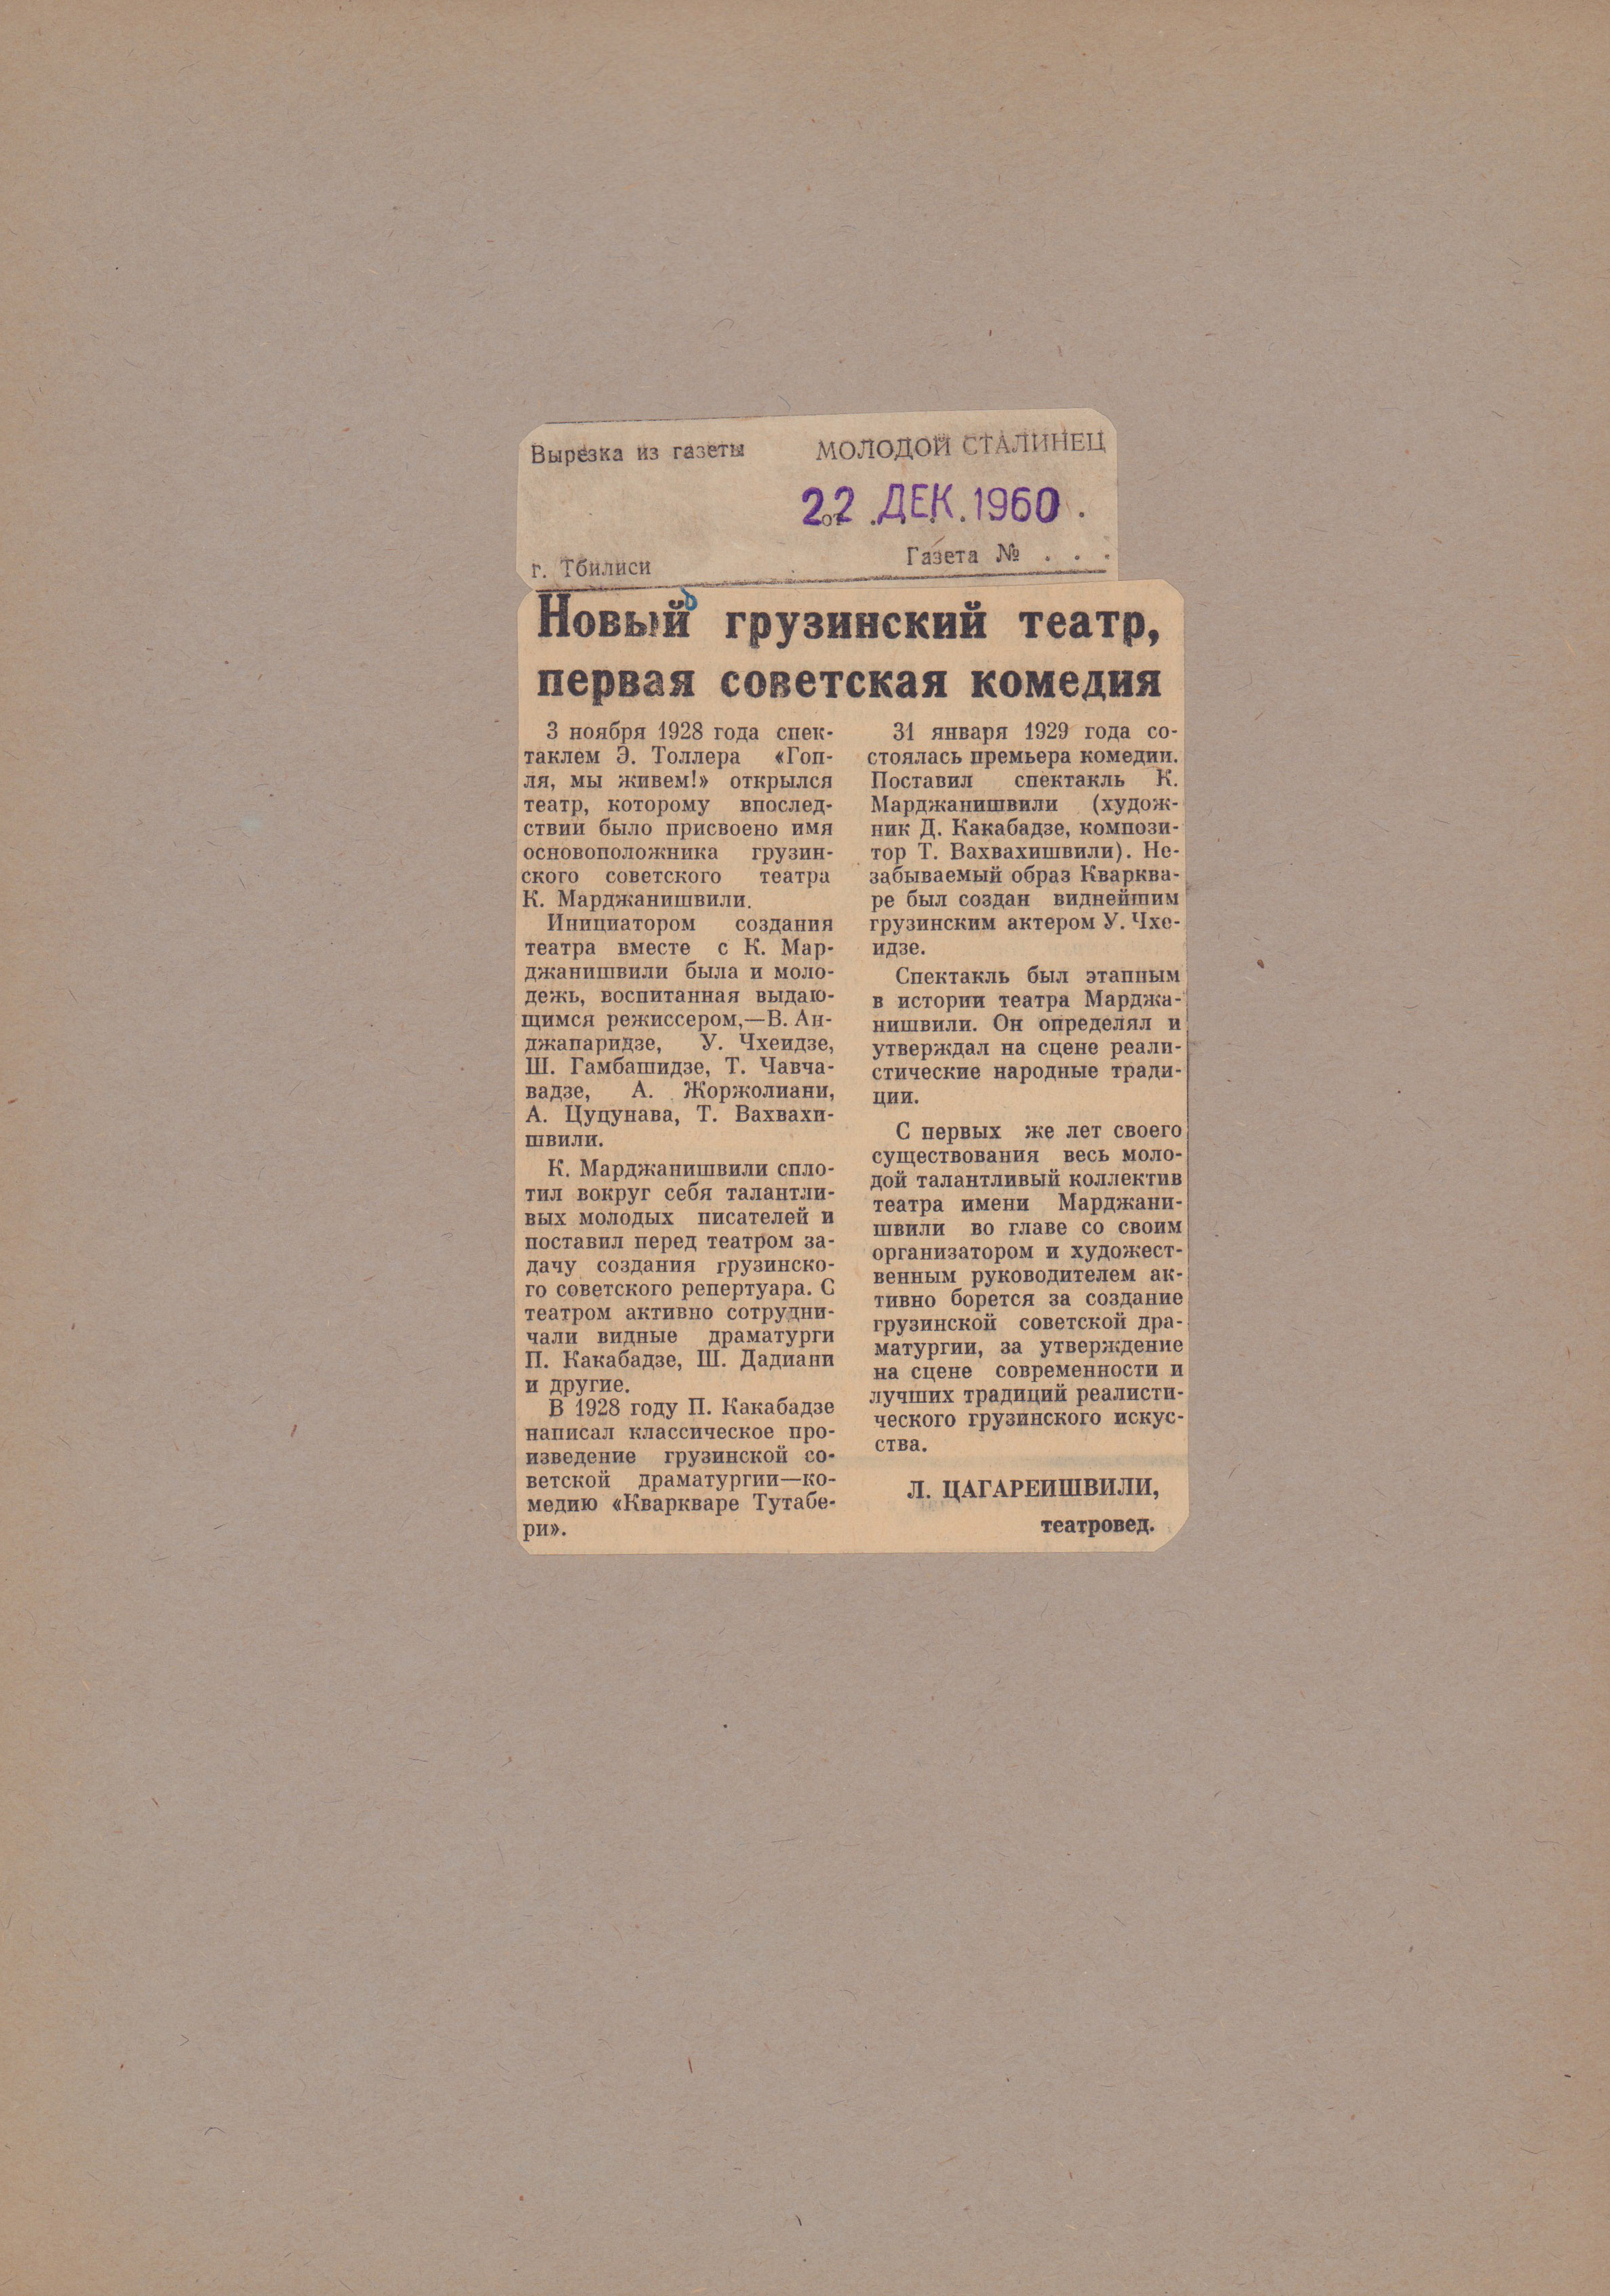 Вырезка из газеты
МОЛОДОЙ СТАЛИНЕЦ
22 ДЕК. 1960
от . . .
г. Тбилиси
Газета № . . .
Новый грузинский театр,
первая советская комедия
3 ноября 1928 года спек-
таклем Э. Толлера «Гоп-
ля, мы живем!» открылся
театр, которому впослед-
ствии было присвоено имя
основоположника грузин-
ского советского театра
К. Марджанишвили.
Инициатором создания
театра вместе с К. Мар-
джанишвили была и моло-
дежь, воспитанная выдаю-
щимся режиссером,—В. Ан-
джапаридзе, У. Чхеидзе,
Ш. Гамбашидзе, Т. Чавча-
вадзе, А. Жоржолиани,
А. Цуцунава, Т. Вахвахи-
швили.
К. Марджанишвили спло-
тил вокруг себя талантли-
вых молодых писателей и
поставил перед театром за-
дачу создания грузинско-
го советского репертуара. С
театром активно сотрудни-
чали видные драматурги
П. Какабадзе, Ш. Дадиани
и другие.
В 1928 году П. Какабадзе
написал классическое про-
изведение грузинской со-
ветской драматургии—ко-
медию «Кваркваре Тутабе-
ри».
31 января 1929 года со-
стоялась премьера комедии.
Поставил спектакль К.
Марджанишвили (худож-
ник Д. Какабадзе, компози-
тор Т. Вахвахишвили). Не-
забываемый образ Кварква-
ре был создан виднейшим
грузинским актером У. Чхе-
идзе.
Спектакль был этапным
в истории театра Марджа-
нишвили. Он определял и
утверждал на сцене реали-
стические народные тради-
ции.
С первых же лет своего
существования весь моло-
дой талантливый коллектив
театра имени Марджани-
швили во главе со своим
организатором и художест-
венным руководителем ак-
тивно борется за создание
грузинской советской дра-
матургии, за утверждение
на сцене современности и
лучших традиций реалисти-
ческого грузинского искус-
ства.
Л. ЦАГАРЕИШВИЛИ,
театровед.